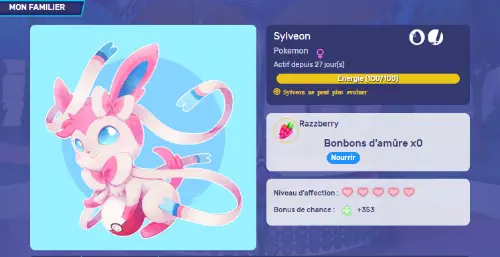 MON FAMILIER
Sylveon
Pokemon
Actif depuis 27 jour(s)
Energie (100/100)
Sylveon ne peut plus evoluer
Razzberry
Bonbons d'amûre x0
Nourrir
Niveau d'affection :
Bonus de chance : +353